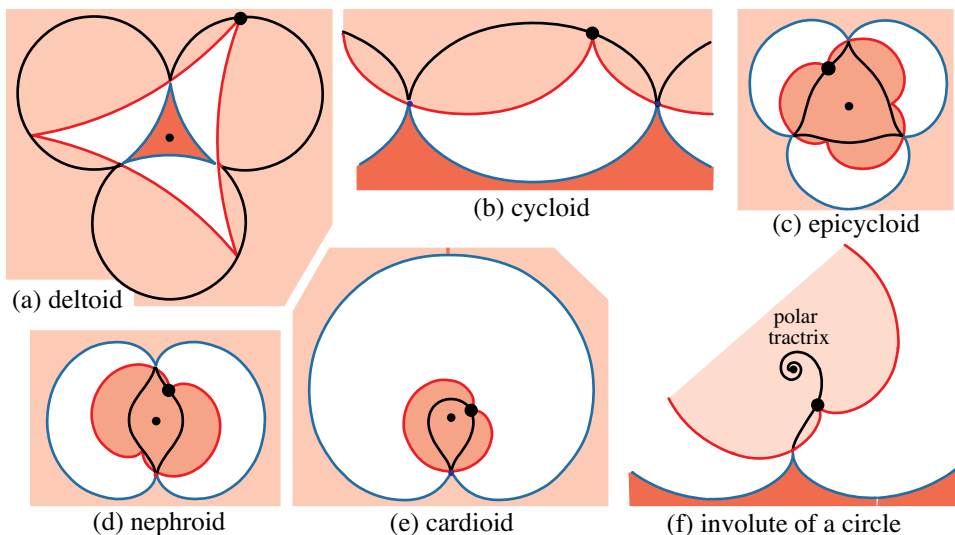 (a) deltoid
(b) cycloid
(c) epicycloid
polar
tractrix
(d) nephroid
(e) cardioid
(f) involute of a circle